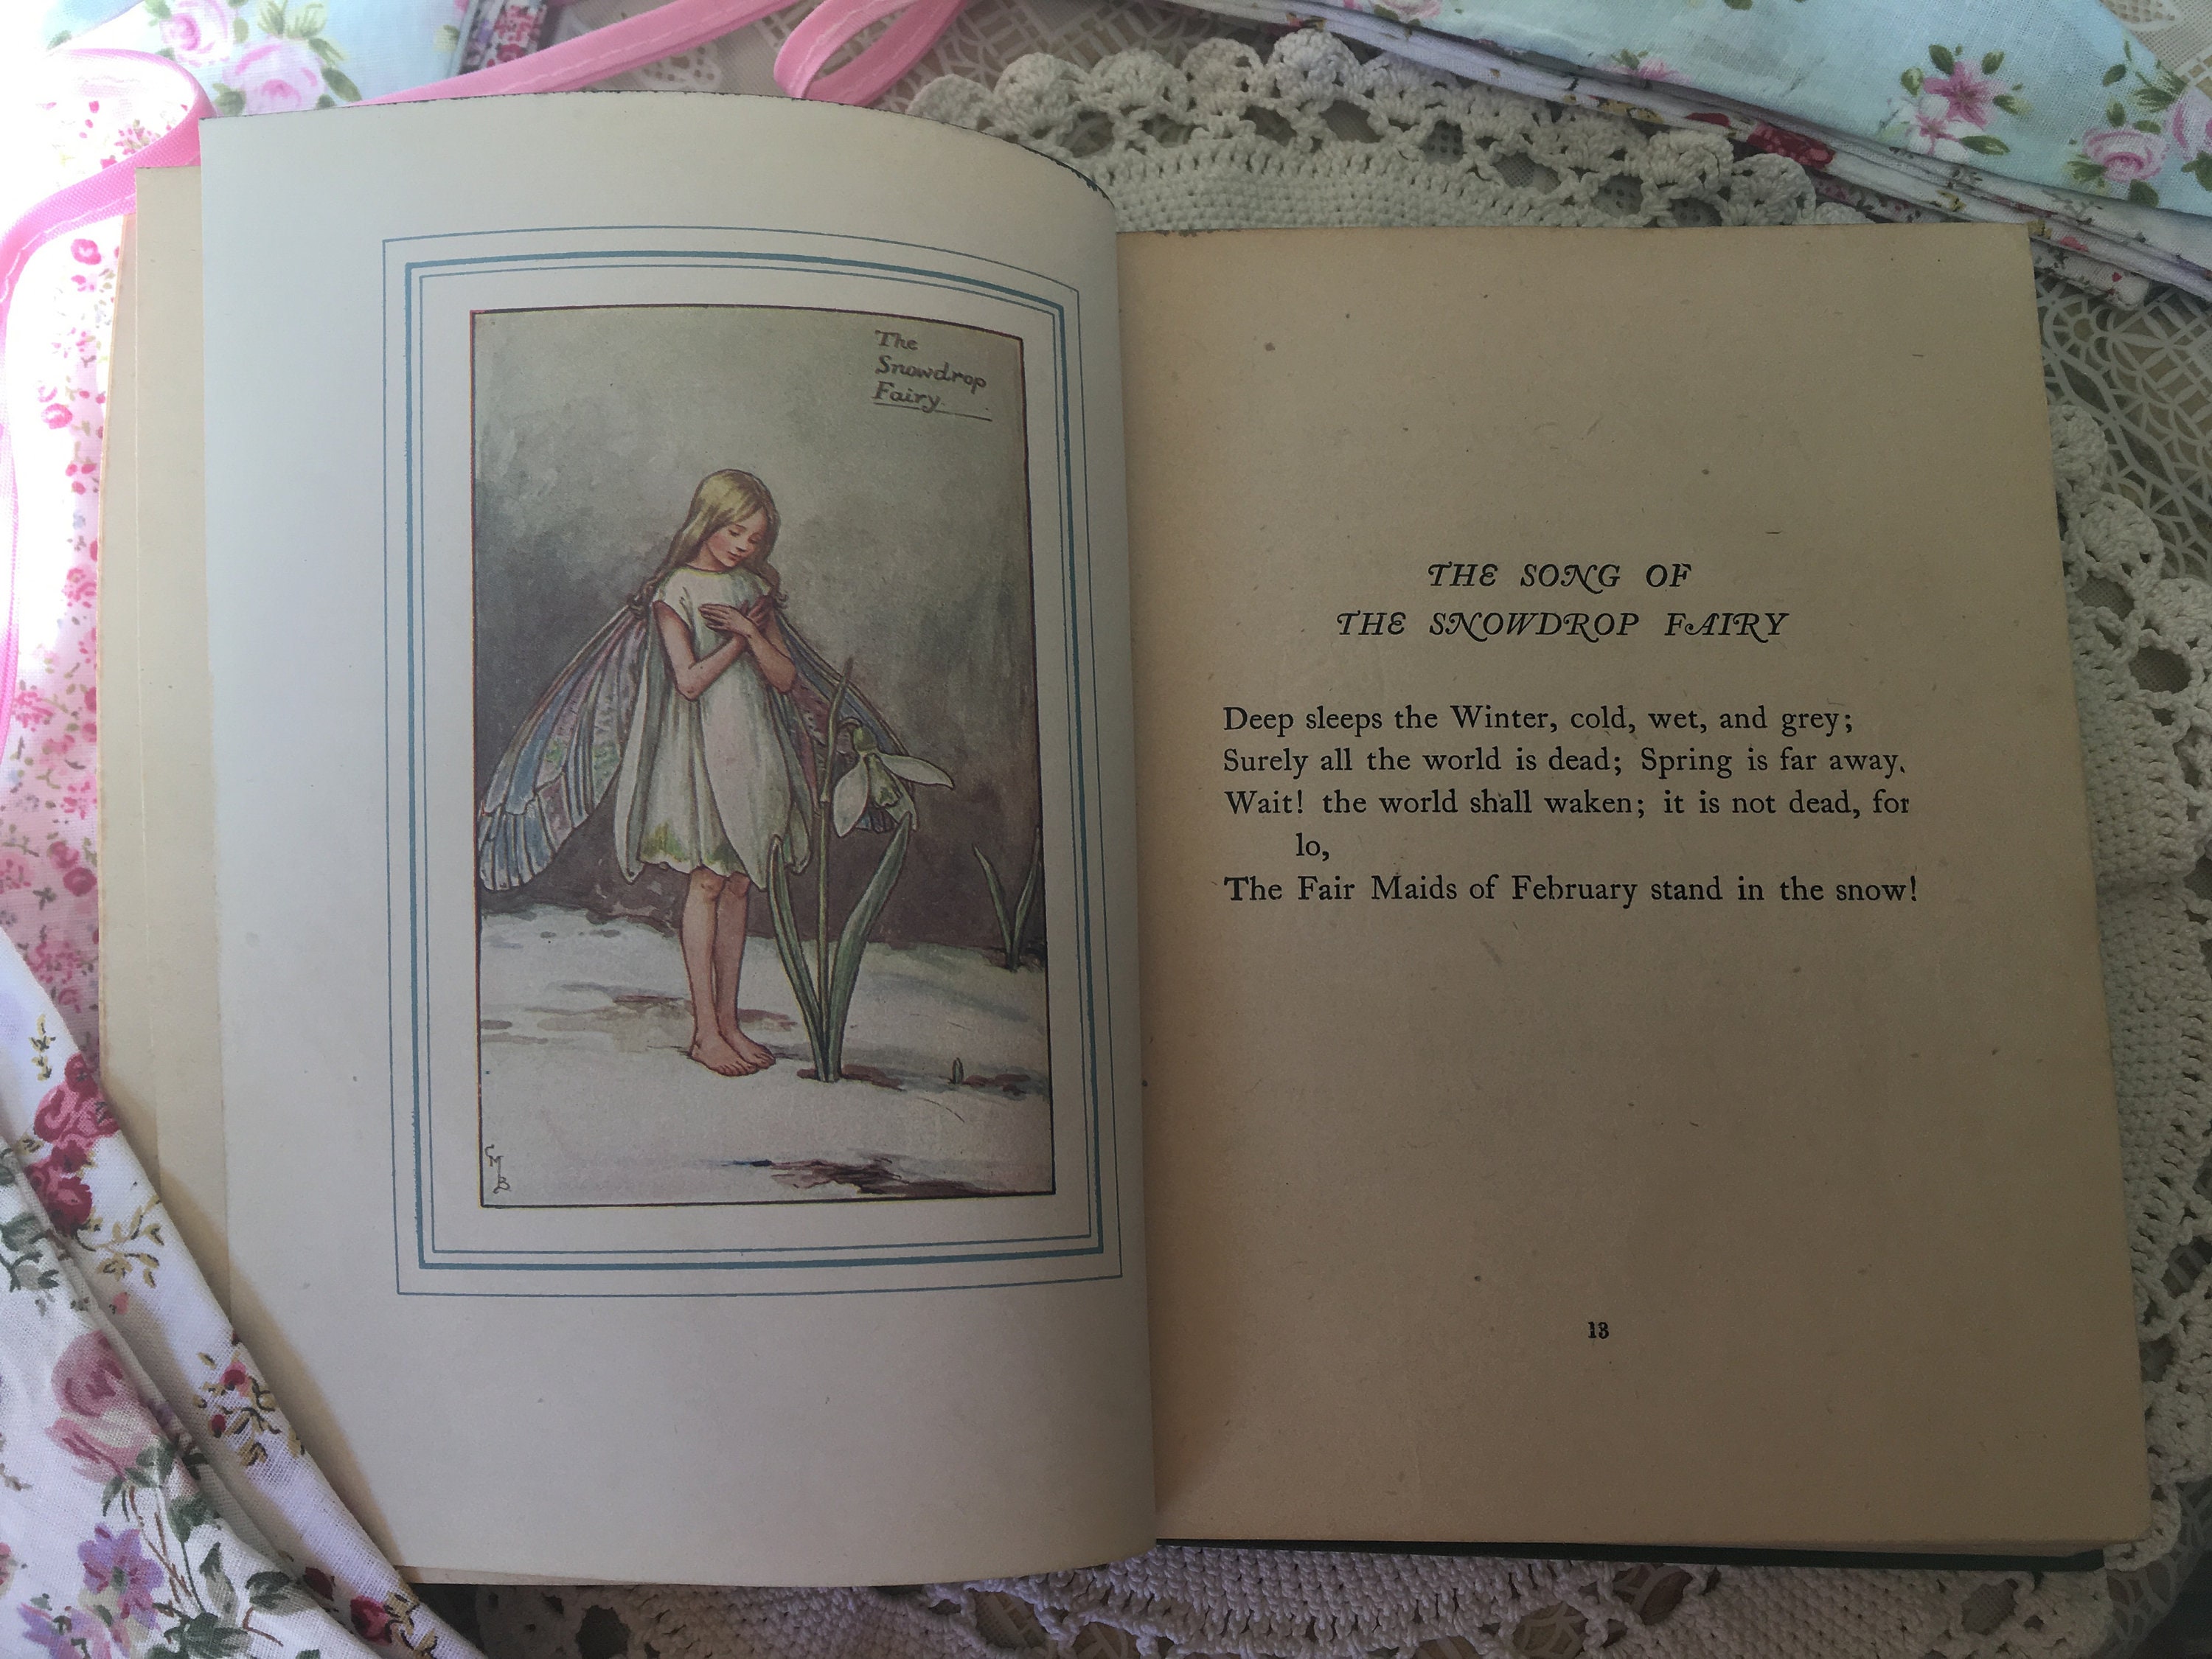 The
Snowdrop
Fairy.
CMB
THE SONG OF
THE SNOWDROP FAIRY
Deep sleeps the Winter, cold, wet, and grey;
Surely all the world is dead; Spring is far away.
Wait! the world shall waken; it is not dead, for
lo,
The Fair Maids of February stand in the snow!
13